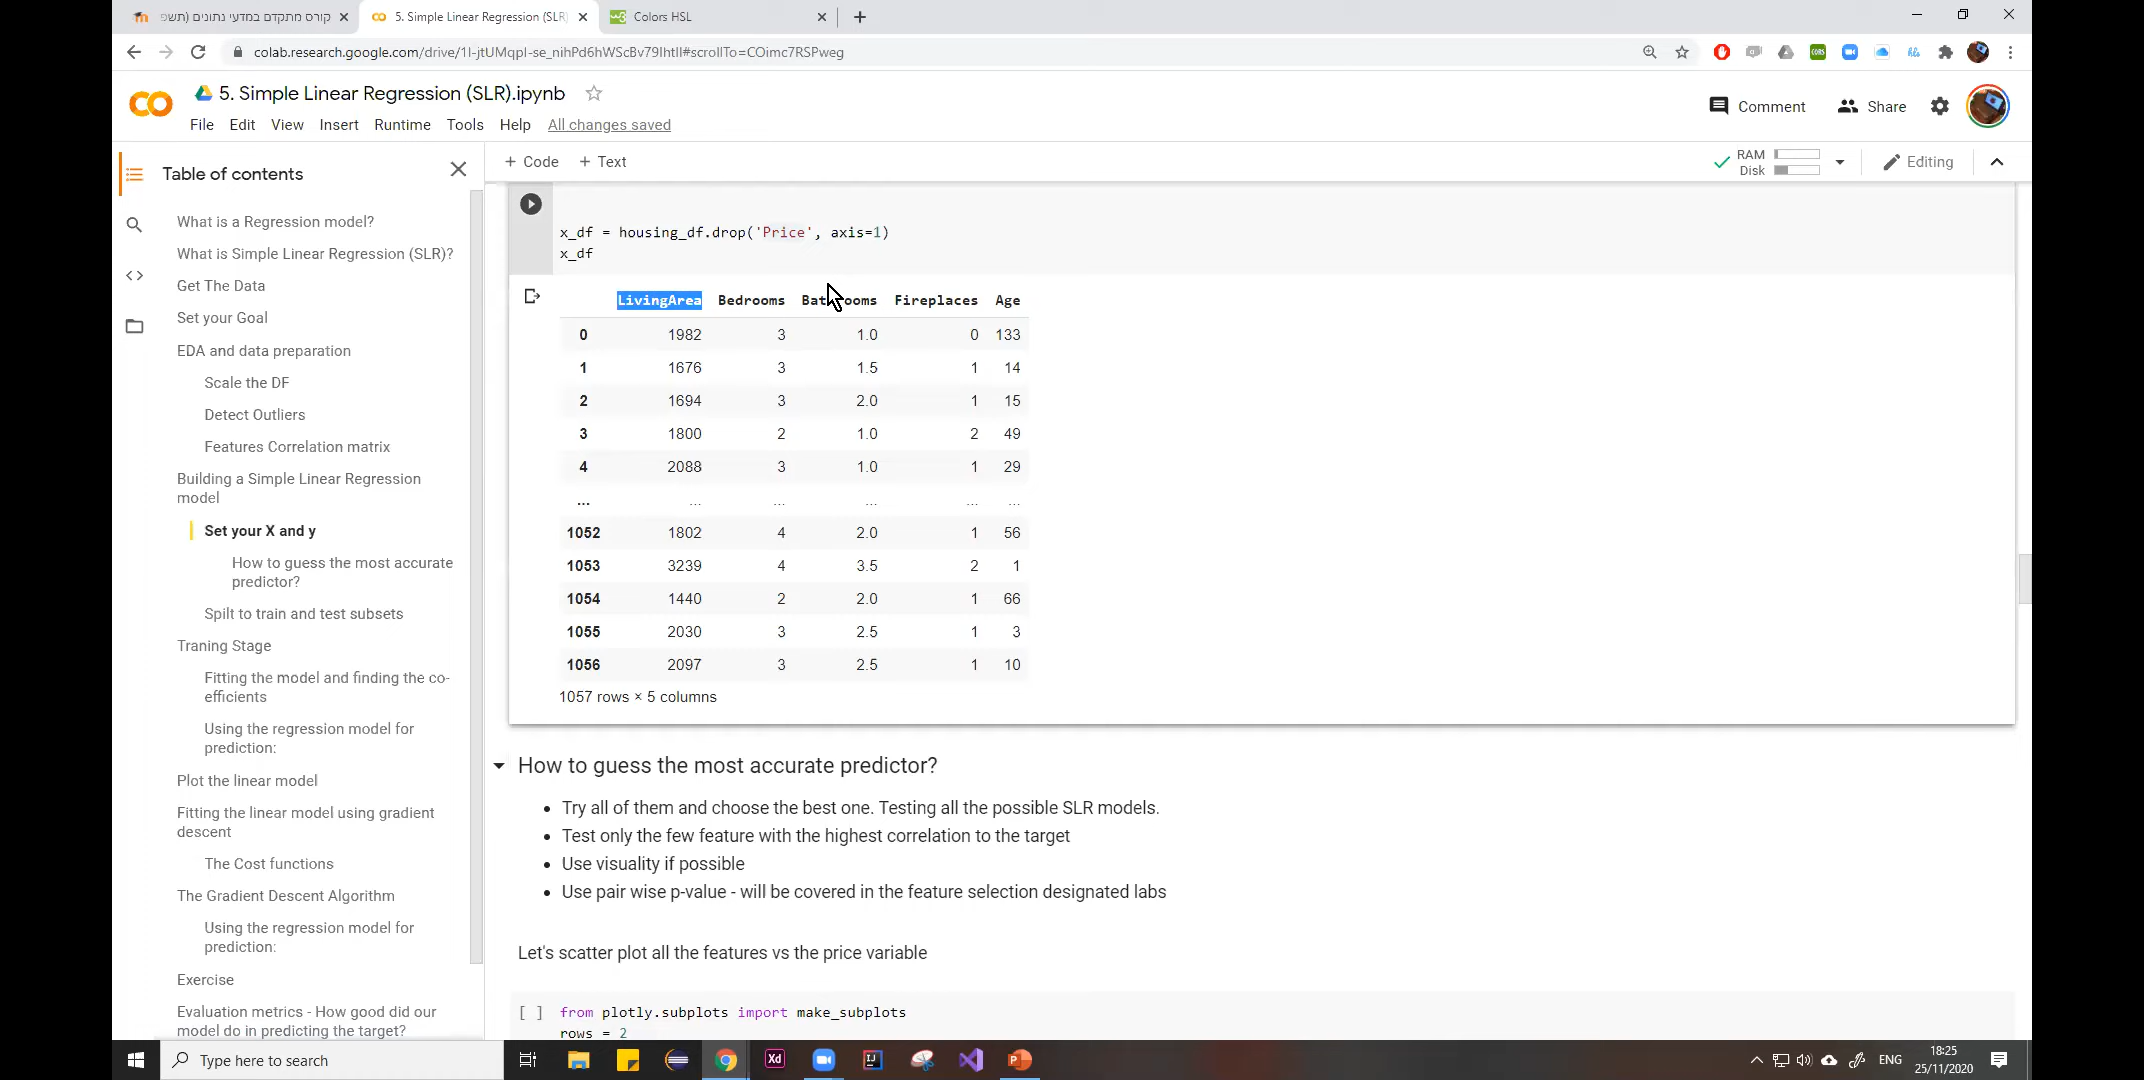 קורס מתקדם במדעי נתונים (תשפ
5. Simple Linear Regression (SLR)
Colors HSL
colab.research.google.com/drive/1I-jtUMqpI-se_nihPd6hWScBv79IhtII#scrollTo=COimc7RSPweg
5. Simple Linear Regression (SLR).ipynb
Comment
Share
File Edit View Insert Runtime Tools Help All changes saved
Table of contents
+ Code + Text
RAM
Disk
Editing
What is a Regression model?
What is Simple Linear Regression (SLR)?
Get The Data
Set your Goal
EDA and data preparation
Scale the DF
Detect Outliers
Features Correlation matrix
Building a Simple Linear Regression
model
Set your X and y
How to guess the most accurate
predictor?
Spilt to train and test subsets
Traning Stage
Fitting the model and finding the co-
efficients
Using the regression model for
prediction:
Plot the linear model
Fitting the linear model using gradient
descent
The Cost functions
The Gradient Descent Algorithm
Using the regression model for
prediction:
Exercise
Evaluation metrics - How good did our
model do in predicting the target?
x_df = housing_df.drop('Price', axis=1)
x_df
LivingArea Bedrooms Bathrooms Fireplaces Age
0 1982 3 1.0 0 133
1 1676 3 1.5 1 14
2 1694 3 2.0 1 15
3 1800 2 1.0 2 49
4 2088 3 1.0 1 29
... ... ... ... ... ...
1052 1802 4 2.0 1 56
1053 3239 4 3.5 2 1
1054 1440 2 2.0 1 66
1055 2030 3 2.5 1 3
1056 2097 3 2.5 1 10
1057 rows × 5 columns
How to guess the most accurate predictor?
• Try all of them and choose the best one. Testing all the possible SLR models.
• Test only the few feature with the highest correlation to the target
• Use visuality if possible
• Use pair wise p-value - will be covered in the feature selection designated labs
Let's scatter plot all the features vs the price variable
[ ] from plotly.subplots import make_subplots
rows = 2
Type here to search
Xd
IJ
ENG
18:25
25/11/2020